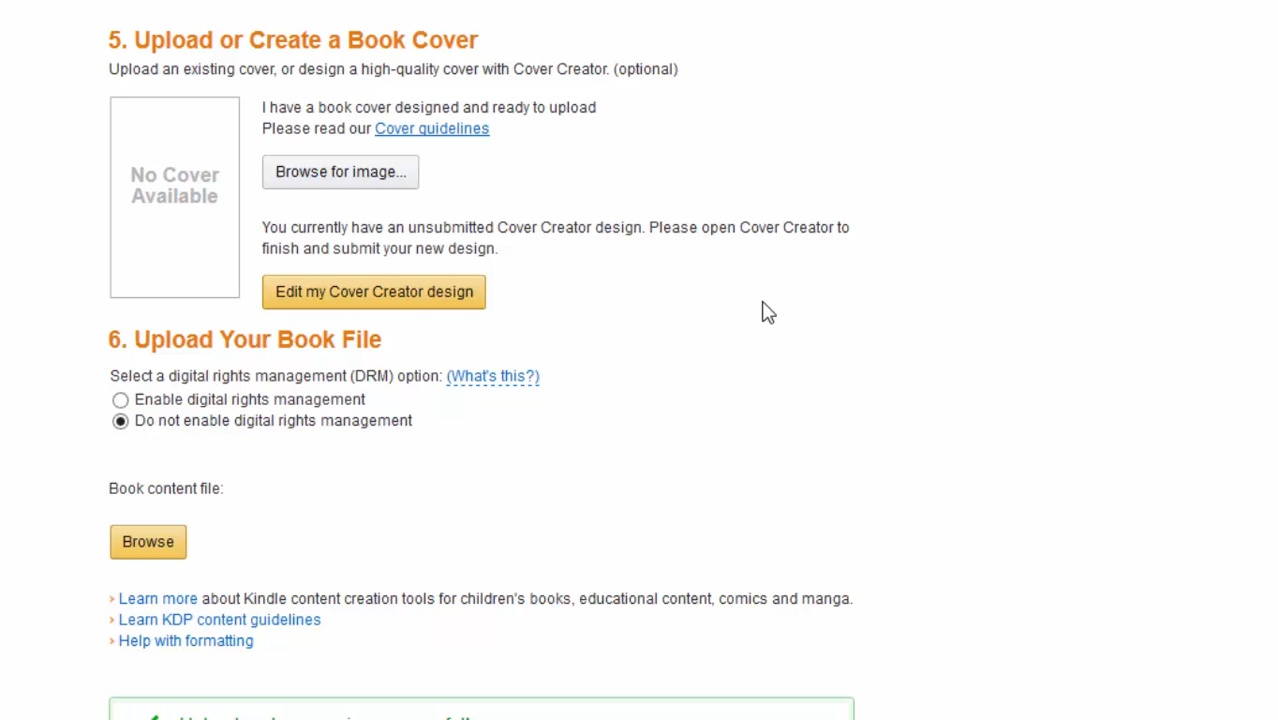 5. Upload or Create a Book Cover
Upload an existing cover, or design a high-quality cover with Cover Creator. (optional)
No Cover
Available
I have a book cover designed and ready to upload
Please read our Cover guidelines
Browse for image...
You currently have an unsubmitted Cover Creator design. Please open Cover Creator to
finish and submit your new design.
Edit my Cover Creator design
6. Upload Your Book File
Select a digital rights management (DRM) option: (What's this?)
Enable digital rights management
Do not enable digital rights management
Book content file:
Browse
› Learn more about Kindle content creation tools for children's books, educational content, comics and manga.
› Learn KDP content guidelines
› Help with formatting